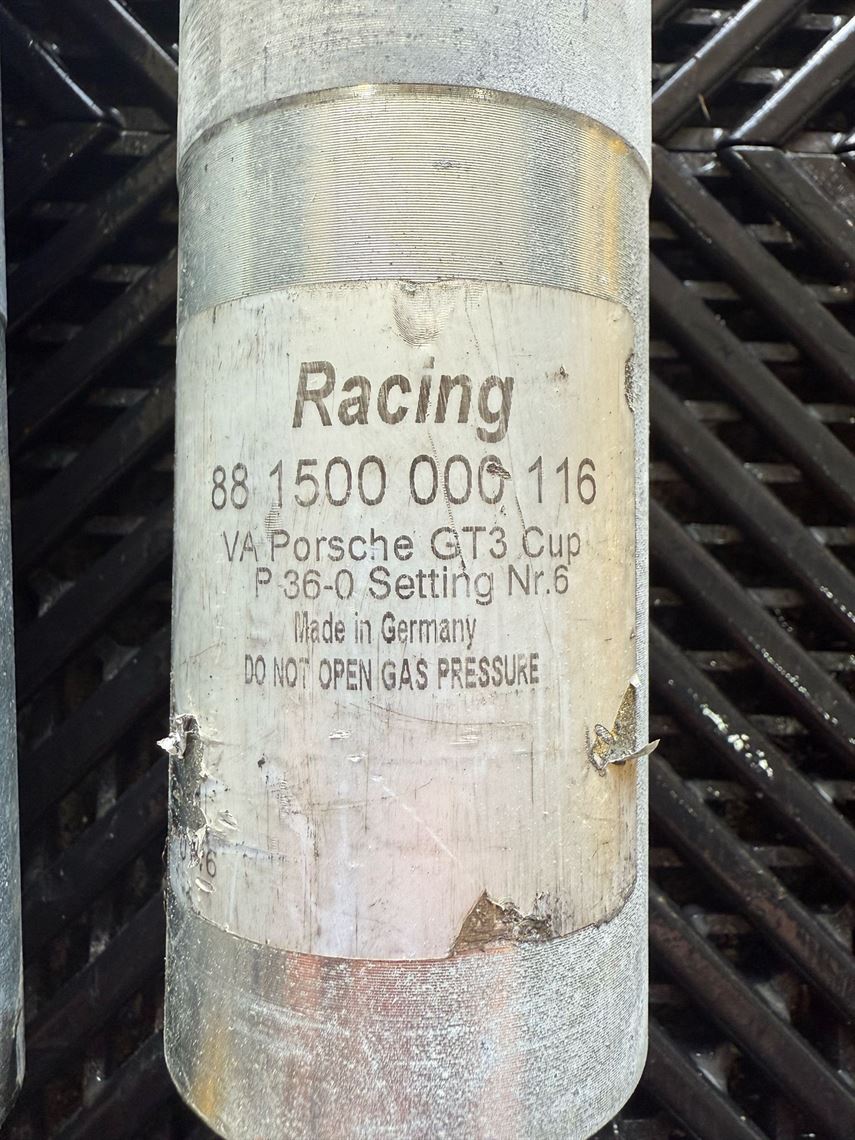 Racing
88 1500 000 116
VA Porsche GT3 Cup
P 36-0 Setting Nr.6
Made in Germany
DO NOT OPEN GAS PRESSURE